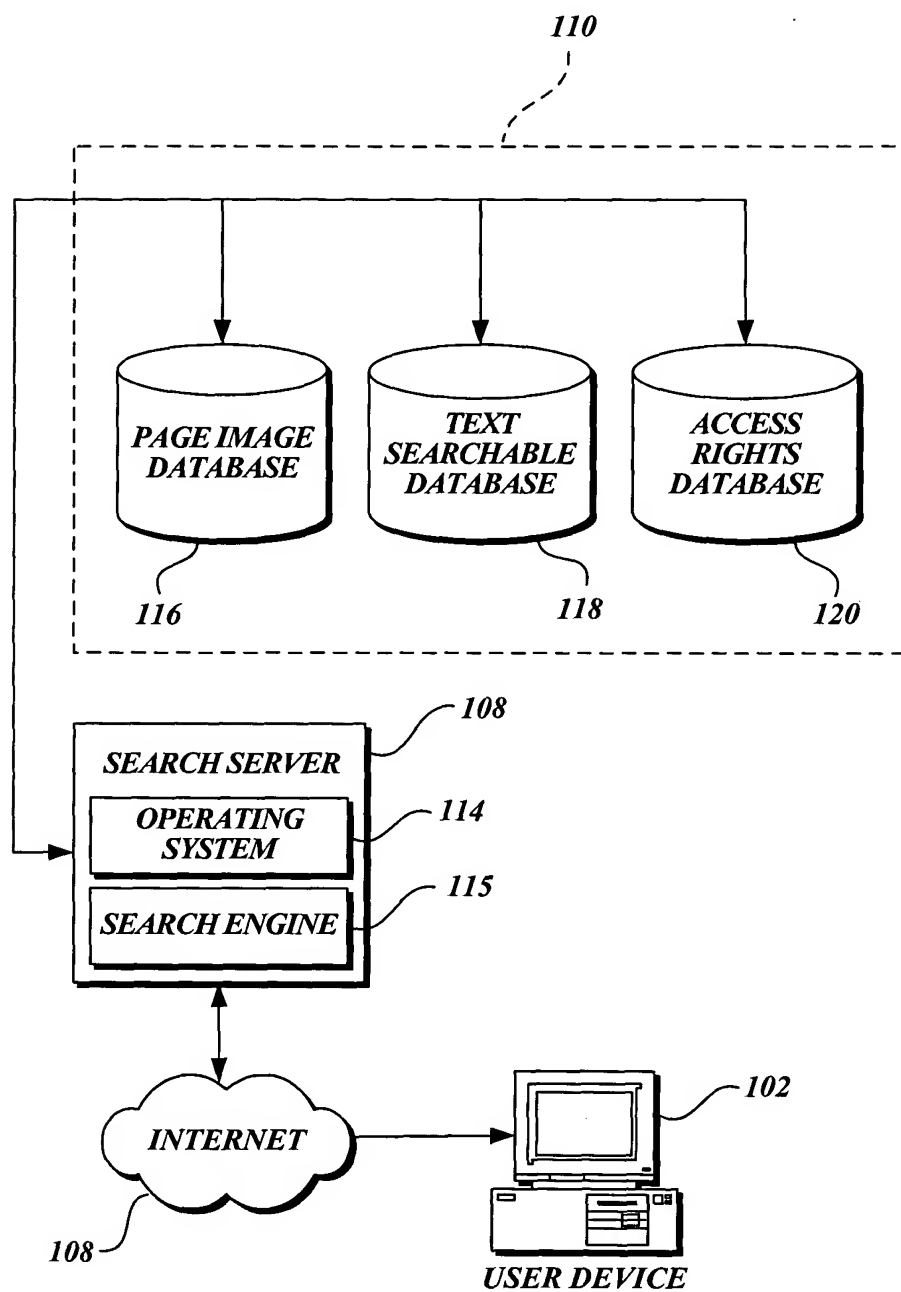 110
PAGE IMAGE
DATABASE
TEXT
SEARCHABLE
DATABASE
ACCESS
RIGHTS
DATABASE
116
118
120
108
SEARCH SERVER
OPERATING
SYSTEM
114
SEARCH ENGINE
115
INTERNET
102
108
USER DEVICE